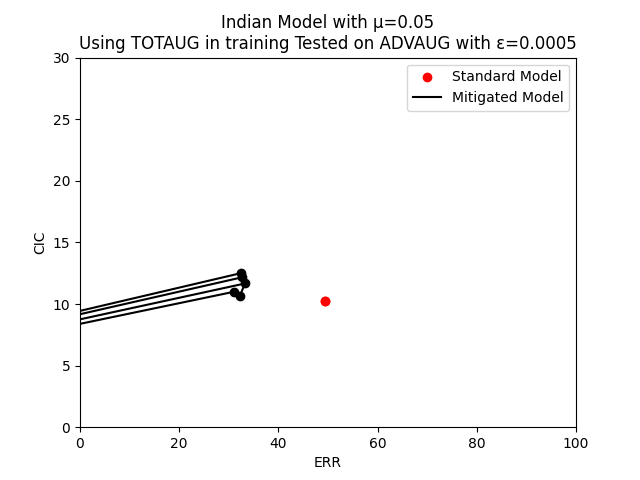 Indian Model with μ=0.05
Using TOTAUG in training Tested on ADVAUG with ε=0.0005
30
25
20
15
10
5
0
CIC
Standard Model
Mitigated Model
0 20 40 60 80 100
ERR